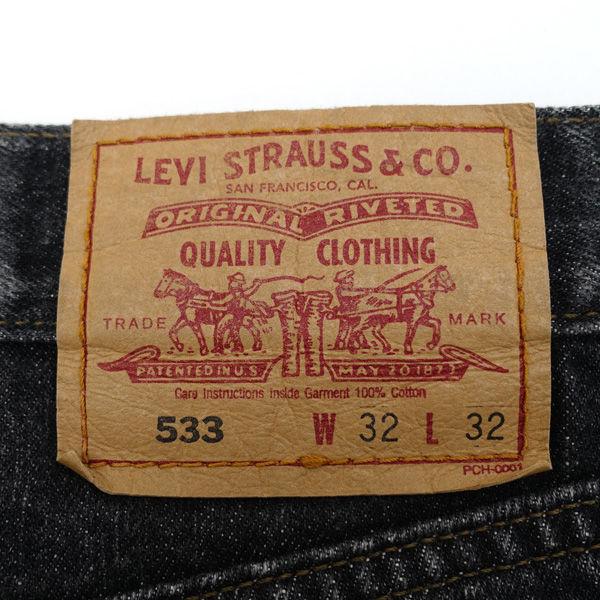 LEVI STRAUSS & CO.
SAN FRANCISCO, CAL.
ORIGINAL RIVETED
QUALITY CLOTHING
TRADE MARK
PATENTED IN U.S. MAY 20 1873
Care Instructions Inside Garment 100% Cotton
533 W 32 L 32
PCH-0001